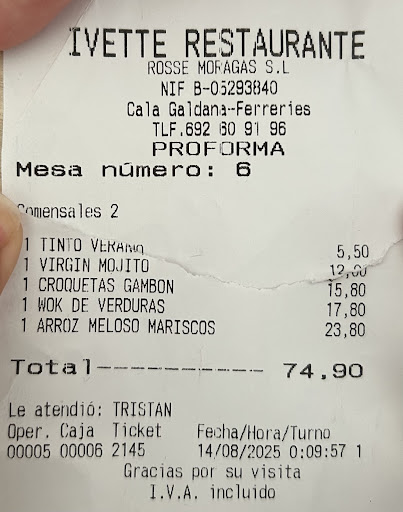 IVETTE RESTAURANTE
ROSSE MORAGAS S.L
NIF B-05293840
Cala Galdana-Ferreries
TLF.692 60 91 96
PROFORMA
Mesa número: 6
Comensales 2
1 TINTO VERANO 5,50
1 VIRGIN MOJITO 12,00
1 CROQUETAS GAMBON 15,80
1 WOK DE VERDURAS 17,80
1 ARROZ MELOSO MARISCOS 23,80
Total---------- 74,90
Le atendió: TRISTAN
Oper. Caja Ticket Fecha/Hora/Turno
00005 00006 2145 14/08/2025 0:09:57 1
Gracias por su visita
I.V.A. incluido